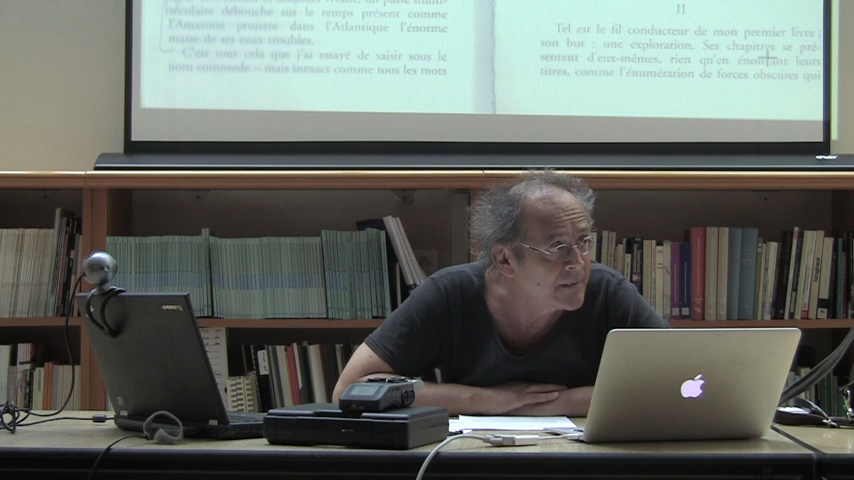 séculaire débouche sur le temps présent comme
l'Amazone projette dans l'Atlantique l'énorme
masse de ses eaux troubles.
C'est tout cela que j'ai essayé de saisir sous le
nom commode – mais inexact comme tous les mots
II
Tel est le fil conducteur de mon premier livre ;
son but : une exploration. Ses chapitres se pré-
sentent d'eux-mêmes, rien qu'en énonçant leurs
titres, comme l'énumération de forces obscures qui
lenovo